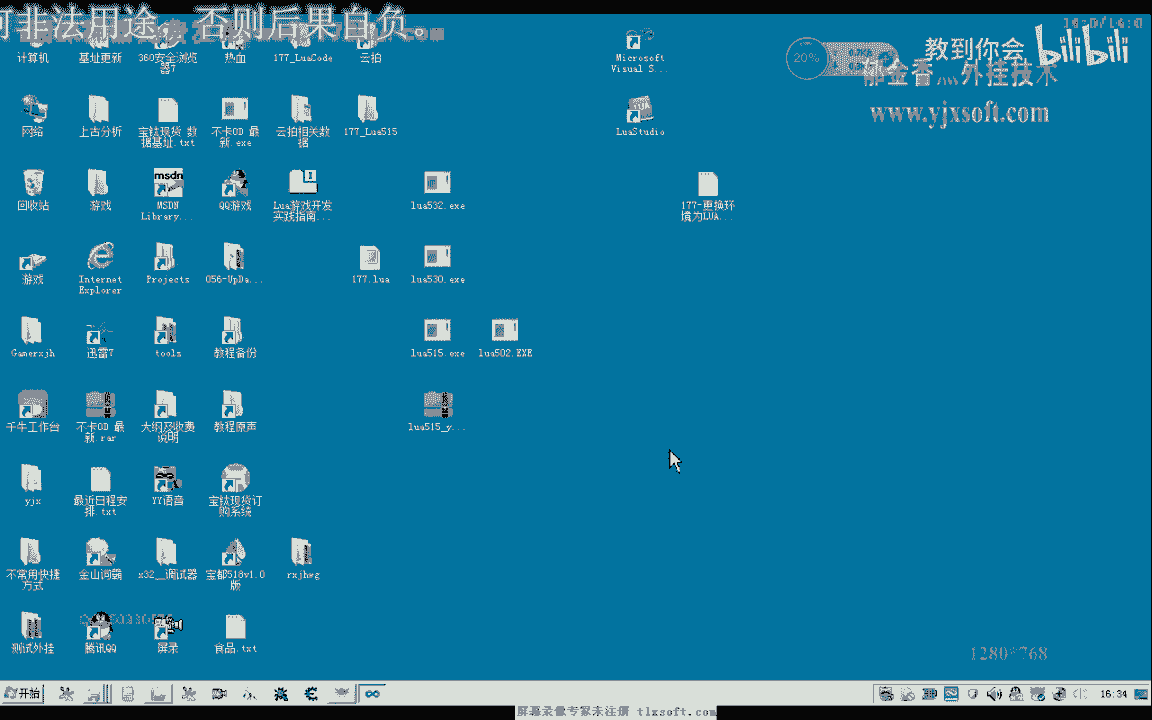 何非法用途，否则后果自负。
20%
教到你会
bilibili
郁金香灬外挂技术
www.yjxsoft.com
计算机
基址更新
360安全浏览
器7
热血
177_LuaCode
云拍
Microsoft
Visual S...
网络
上古分析
宝钛现货 数
据基址.txt
不卡OD 最
新.exe
云拍相关数
据
177_Lua515
LuaStudio
回收站
游戏
MSDN
Library...
QQ游戏
Lua游戏开发
实践指南...
lua532.exe
177-更换环
境为LUA...
游戏
Internet
Explorer
Projects
056-UpDa...
177.lua
lua530.exe
Gamerxjh
迅雷7
tools
教程备份
lua515.exe
lua502.EXE
千牛工作台
不卡OD 最
新.rar
大纲及收费
说明
教程原声
lua515_y...
yjx
最近日程安
排.txt
YY语音
宝钛现货订
购系统
不常用快捷
方式
金山词霸
x32__调试器
宝都518v1.0
版
rxjhwg
测试外挂
腾讯QQ
屏录
食品.txt
1280*768
开始
16:34
屏幕录像专家未注册 tlxsoft.com